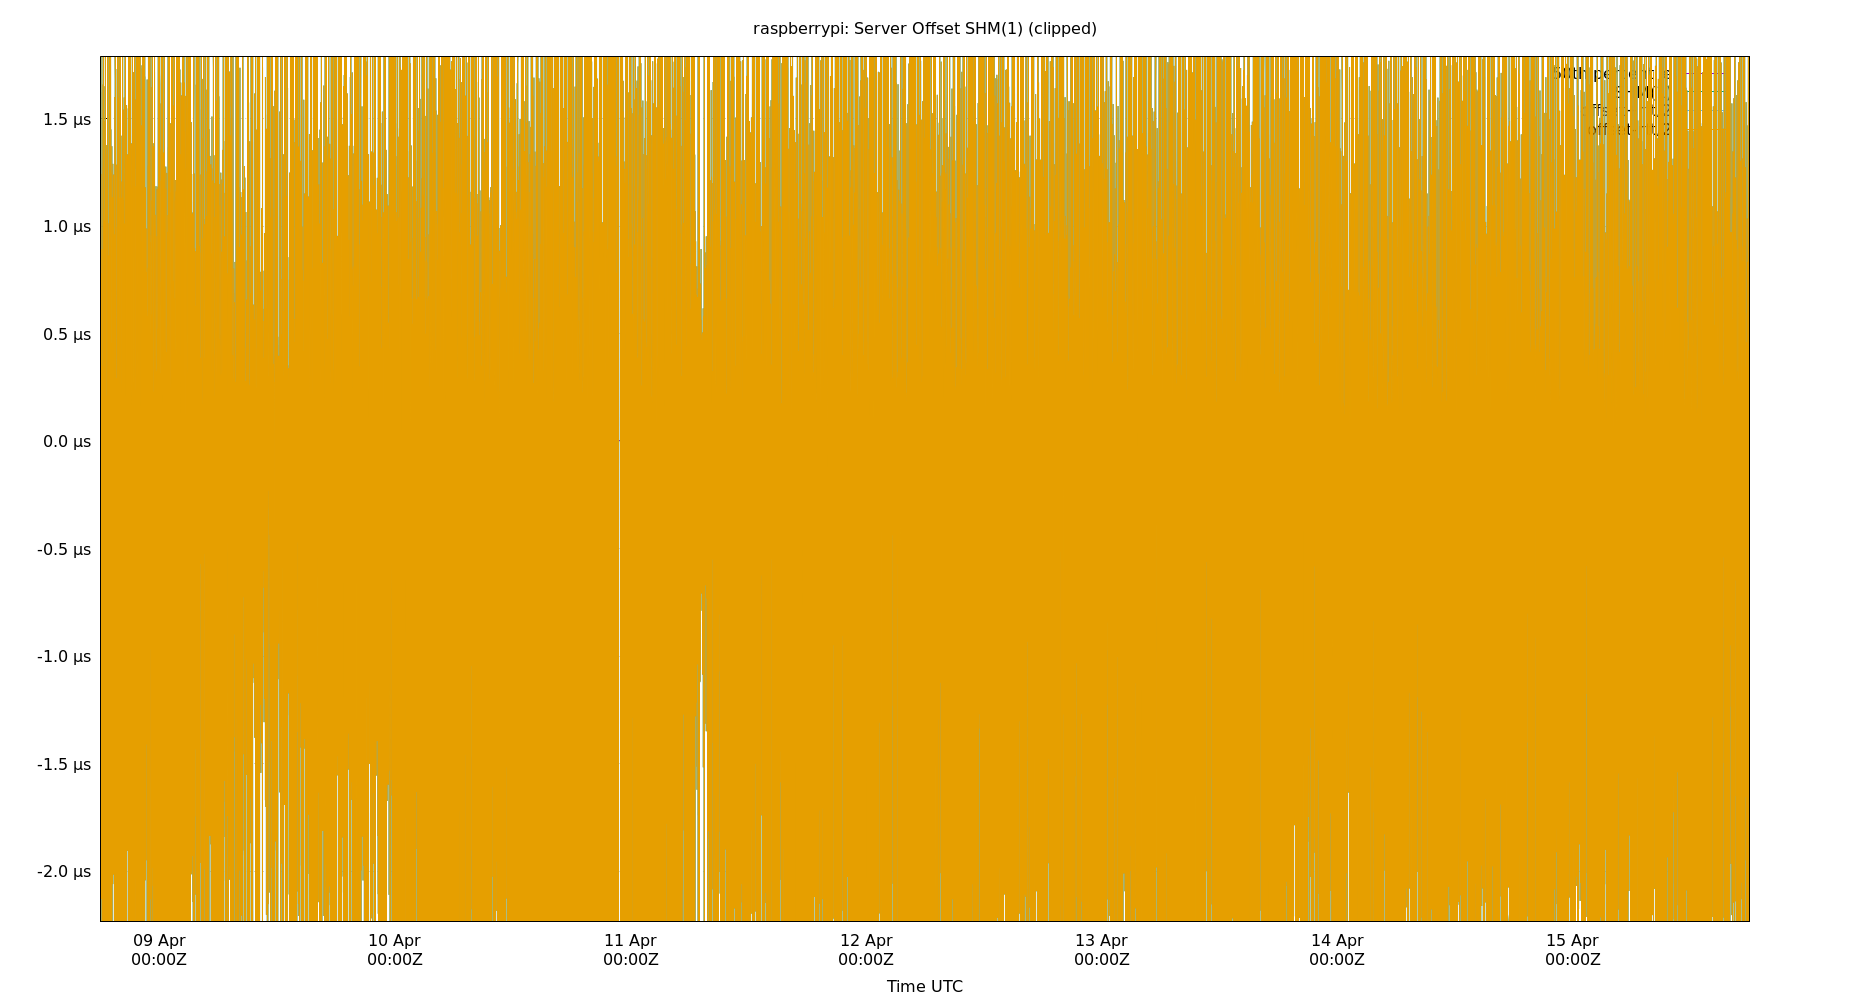 raspberrypi: Server Offset SHM(1) (clipped)
1.5 µs
1.0 µs
0.5 µs
0.0 µs
-0.5 µs
-1.0 µs
-1.5 µs
-2.0 µs
09 Apr 10 Apr 11 Apr 12 Apr 13 Apr 14 Apr 15 Apr
00:00Z 00:00Z 00:00Z 00:00Z 00:00Z 00:00Z 00:00Z
Time UTC